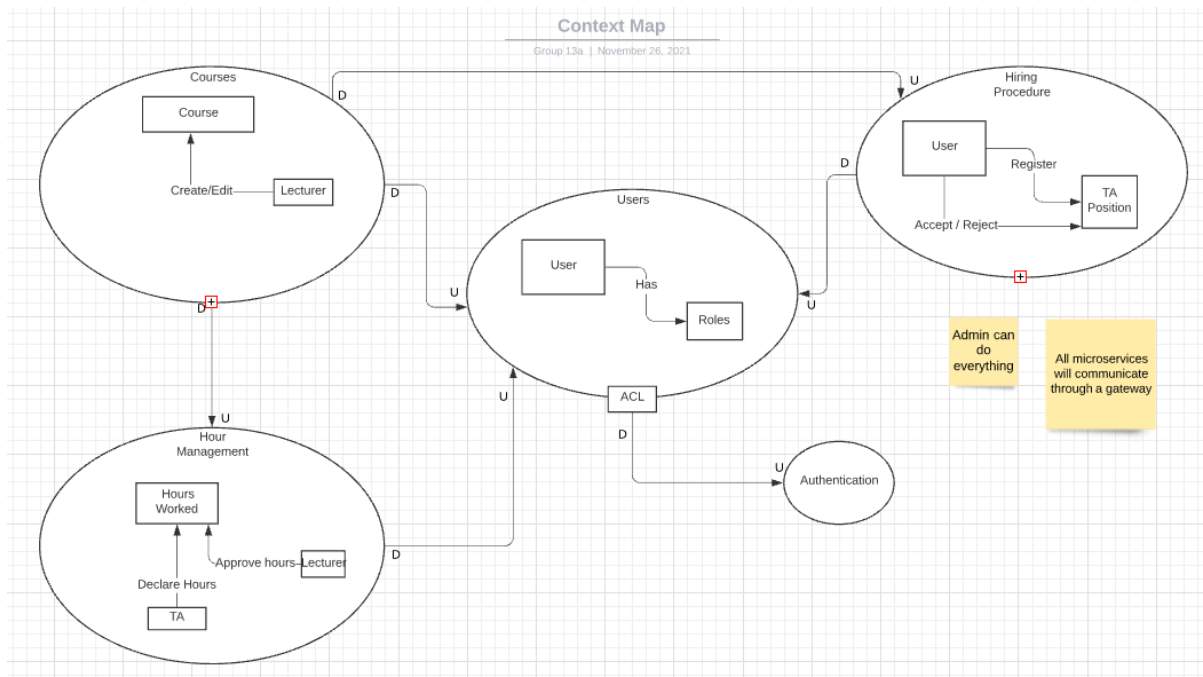 Context Map
Group 13a | November 26, 2021
Courses
Course
Create/Edit
Lecturer
D
D
D
U
Hiring
Procedure
User
Register
TA
Position
Accept / Reject
D
U
Users
User
Has
Roles
U
U
ACL
D
U
Authentication
Admin can
do
everything
All microservices
will communicate
through a gateway
U
Hour
Management
Hours
Worked
Approve hours
Lecturer
Declare Hours
TA
D